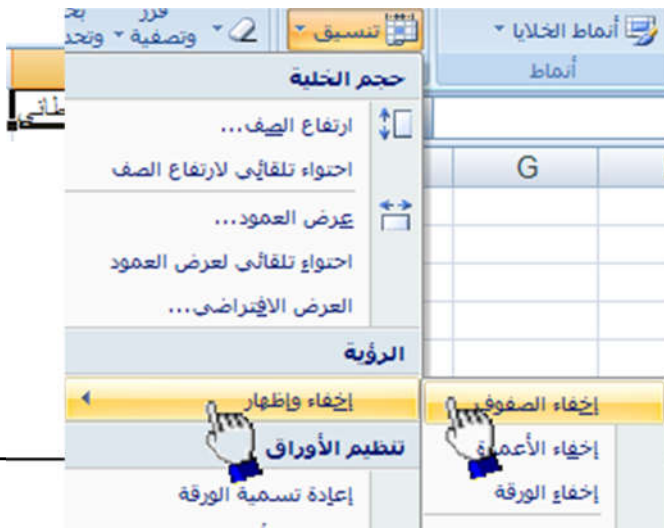 أنماط الخلايا
تنسيق
فرز
وتصفية
أنماط
حجم الخلية
ارتفاع الصف...
احتواء تلقائي لارتفاع الصف
G
عرض العمود...
احتواء تلقائي لعرض العمود
العرض الافتراضي...
الرؤية
إخفاء وإظهار
إخفاء الصفوف
تنظيم الأوراق
إخفاء الأعمدة
إعادة تسمية الورقة
إخفاء الورقة